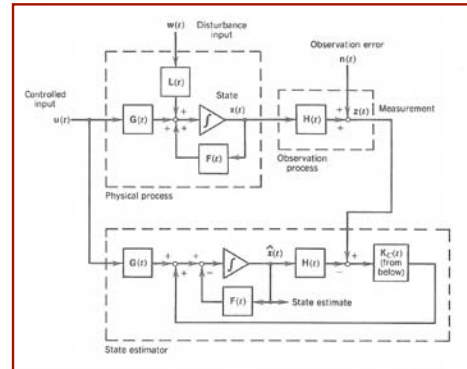 w(t)
Disturbance
input
Observation error
n(t)
L(t)
State
x(t)
Controlled
input
u(t)
G(t)
+
+
+
∫
H(t)
+
+
z(t)
Measurement
F(t)
Observation
process
Physical process
G(t)
+
+
+
−
∫
x̂(t)
H(t)
+
−
K_C(t)
(from
below)
F(t)
State estimate
State estimator